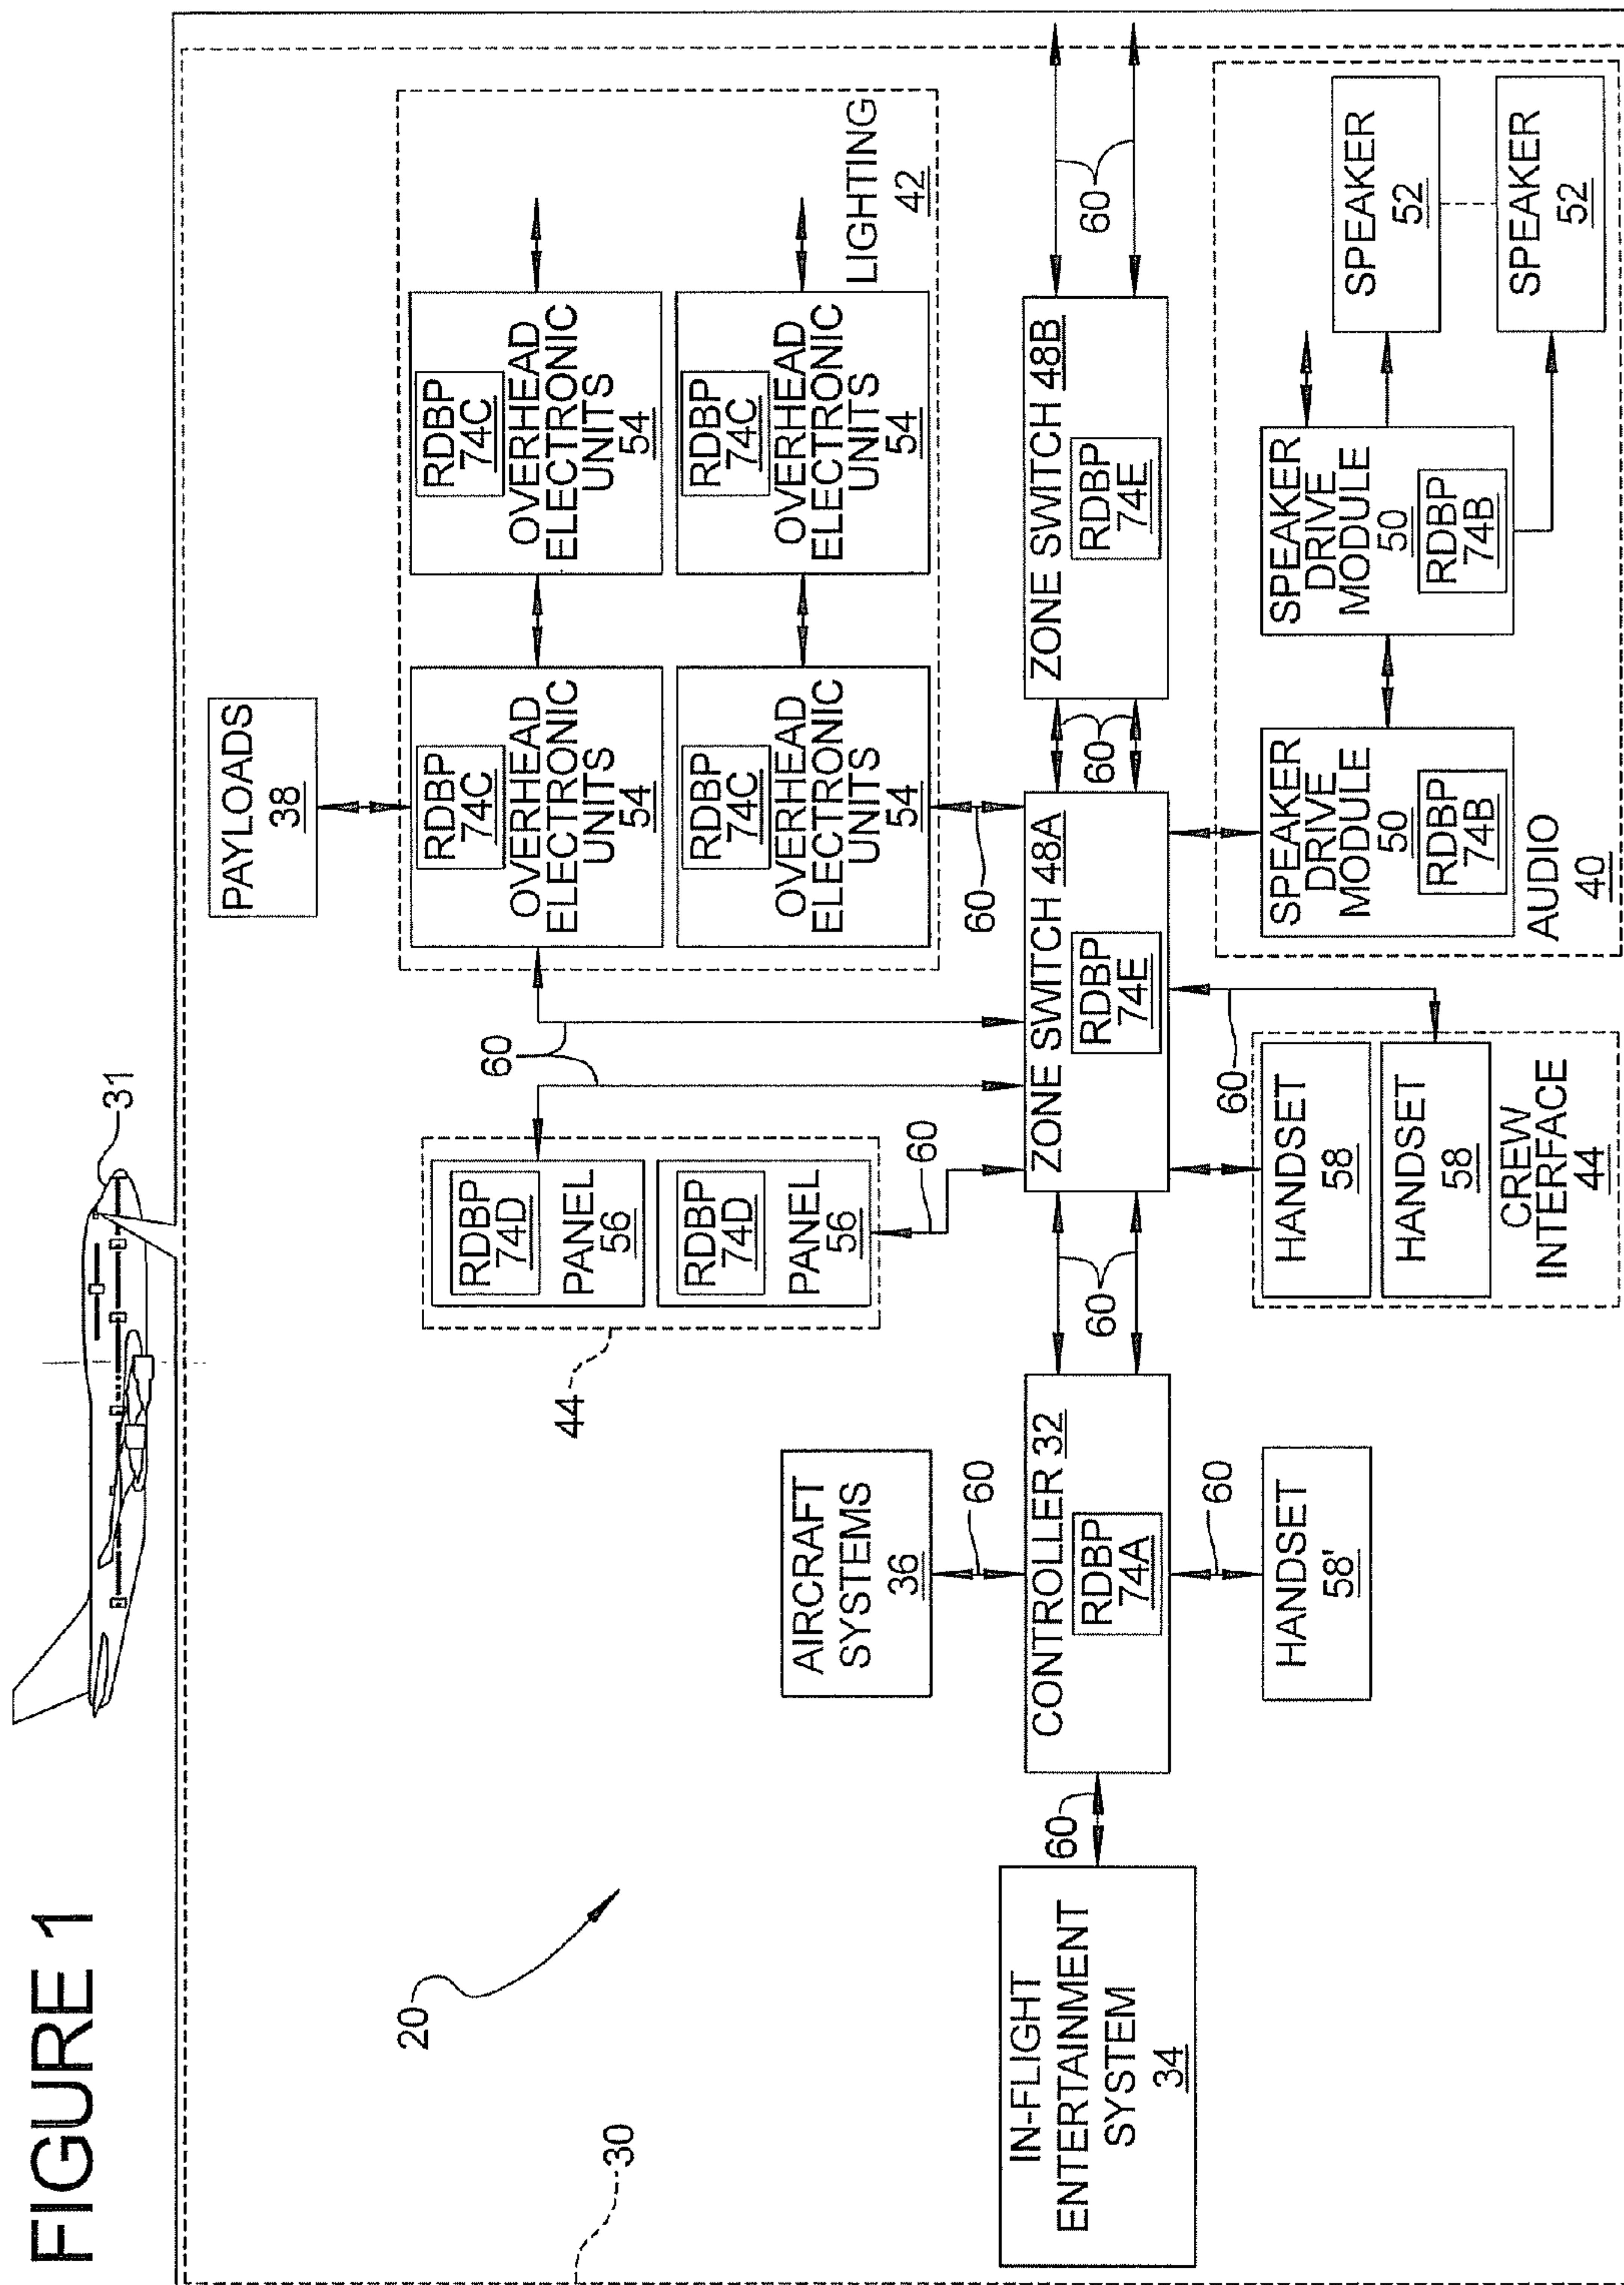 FIGURE 1
31
20
30
PAYLOADS
38
RDBP
74C
OVERHEAD
ELECTRONIC
UNITS
54
RDBP
74C
OVERHEAD
ELECTRONIC
UNITS
54
RDBP
74C
OVERHEAD
ELECTRONIC
UNITS
54
RDBP
74C
OVERHEAD
ELECTRONIC
UNITS
54
LIGHTING
42
60
RDBP
74D
PANEL
56
RDBP
74D
PANEL
56
44
60
60
AIRCRAFT
SYSTEMS
36
60
IN-FLIGHT
ENTERTAINMENT
SYSTEM
34
60
CONTROLLER 32
RDBP
74A
60
ZONE SWITCH 48A
RDBP
74E
60
ZONE SWITCH 48B
RDBP
74E
60
60
HANDSET
58'
60
HANDSET
58
HANDSET
58
CREW
INTERFACE
44
SPEAKER
DRIVE
MODULE
50
RDBP
74B
SPEAKER
DRIVE
MODULE
50
RDBP
74B
SPEAKER
52
SPEAKER
52
AUDIO
40